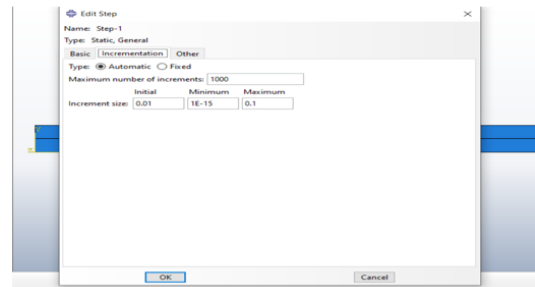 Edit Step
Name: Step-1
Type: Static, General
Basic Incrementation Other
Type: Automatic Fixed
Maximum number of increments: 1000
Initial Minimum Maximum
Increment size: 0.01 1E-15 0.1
OK Cancel